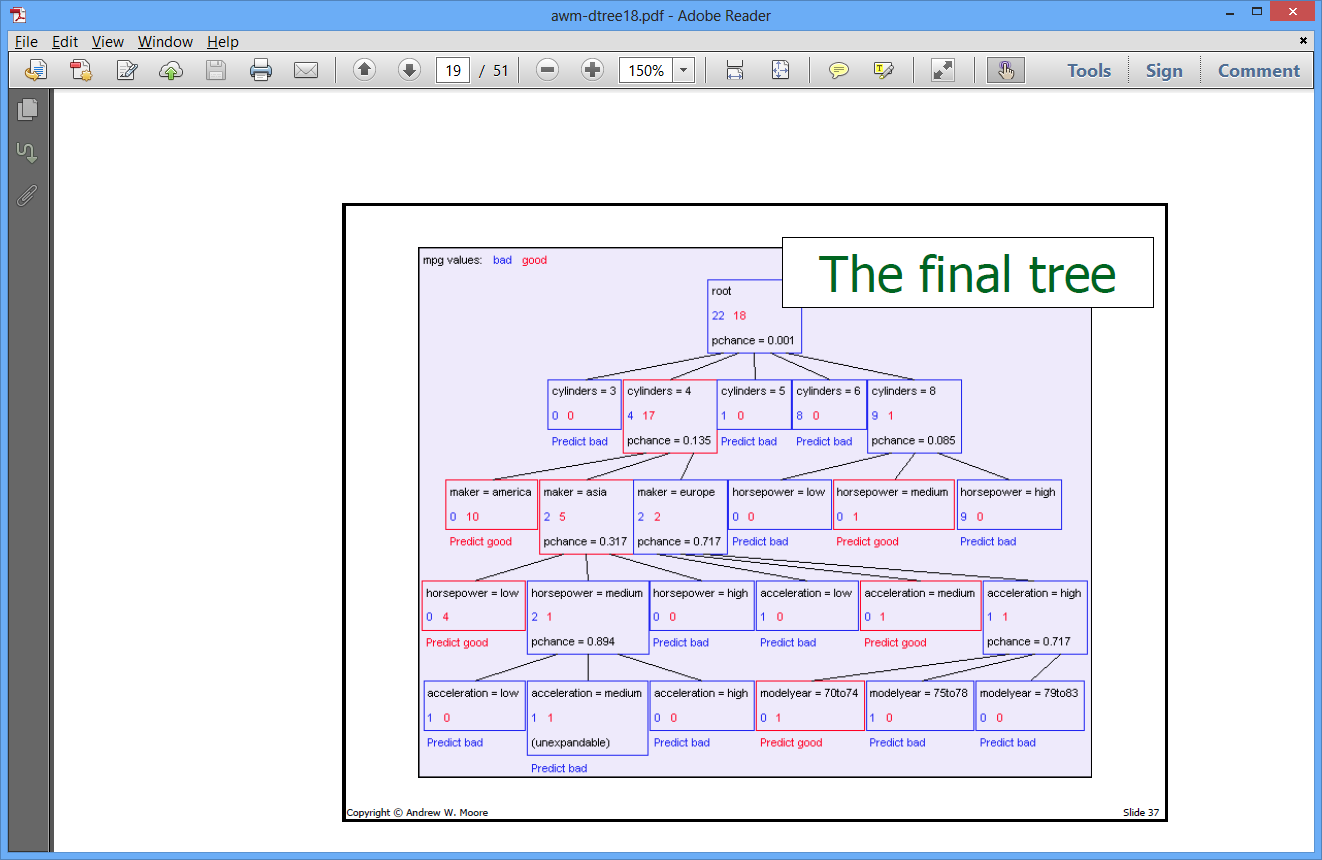 awm-dtree18.pdf - Adobe Reader
File Edit View Window Help
19 / 51 150% Tools Sign Comment
The final tree
mpg values: bad good
root
22 18
pchance = 0.001
cylinders = 3 cylinders = 4 cylinders = 5 cylinders = 6 cylinders = 8
0 0 4 17 1 0 8 0 9 1
Predict bad pchance = 0.135 Predict bad Predict bad pchance = 0.085
maker = america maker = asia maker = europe horsepower = low horsepower = medium horsepower = high
0 10 2 5 2 2 0 0 0 1 9 0
Predict good pchance = 0.317 pchance = 0.717 Predict bad Predict good Predict bad
horsepower = low horsepower = medium horsepower = high acceleration = low acceleration = medium acceleration = high
0 4 2 1 0 0 1 0 0 1 1 1
Predict good pchance = 0.894 Predict bad Predict bad Predict good pchance = 0.717
acceleration = low acceleration = medium acceleration = high modelyear = 70to74 modelyear = 75to78 modelyear = 79to83
1 0 1 1 0 0 0 1 1 0 0 0
Predict bad (unexpandable) Predict bad Predict good Predict bad Predict bad
Predict bad
Copyright © Andrew W. Moore Slide 37